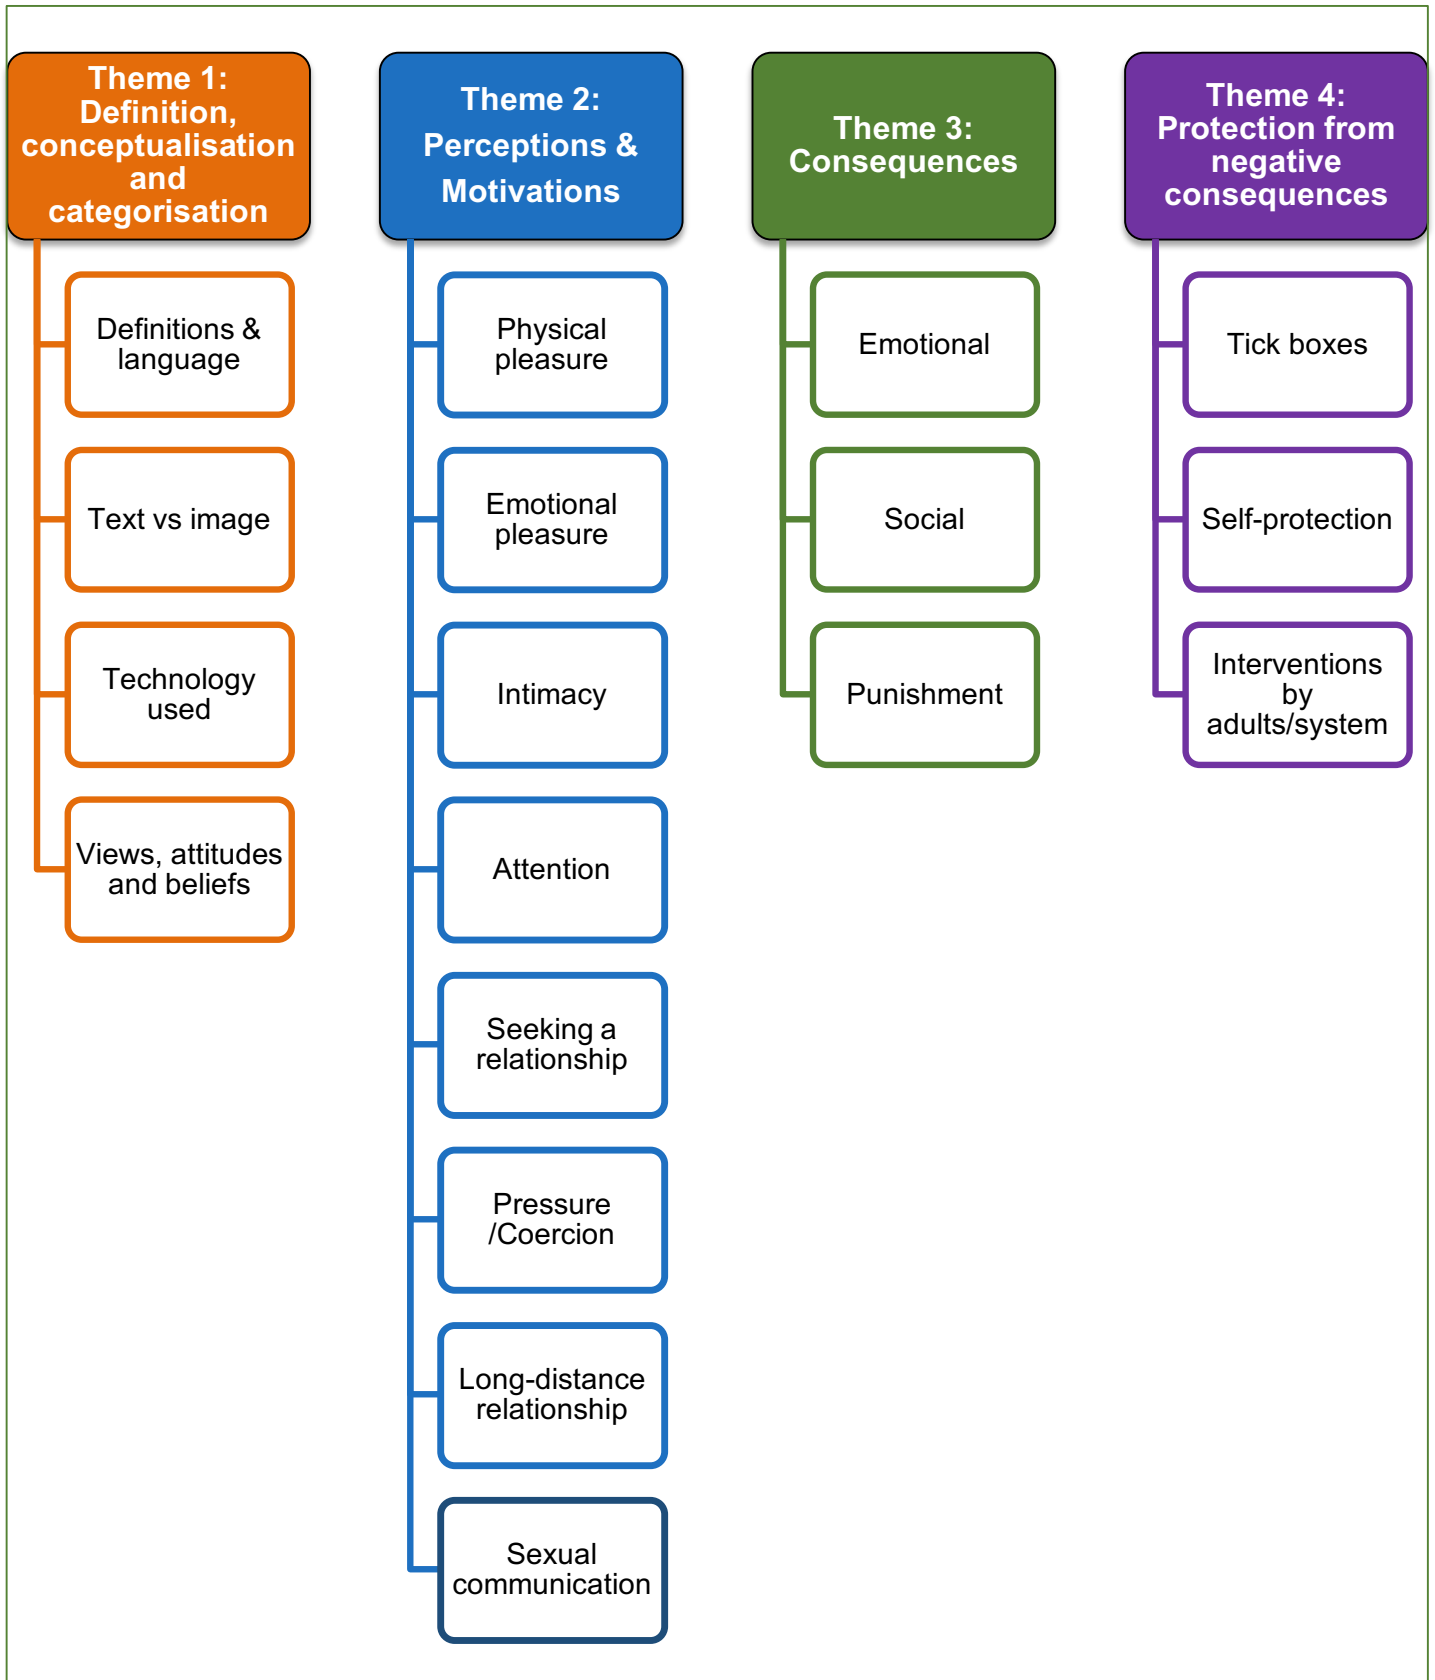 Theme 1:
Definition,
conceptualisation
and
categorisation
Definitions &
language
Text vs image
Technology
used
Views, attitudes
and beliefs
Theme 2:
Perceptions &
Motivations
Physical
pleasure
Emotional
pleasure
Intimacy
Attention
Seeking a
relationship
Pressure
/Coercion
Long-distance
relationship
Sexual
communication
Theme 3:
Consequences
Emotional
Social
Punishment
Theme 4:
Protection from
negative
consequences
Tick boxes
Self-protection
Interventions
by
adults/system